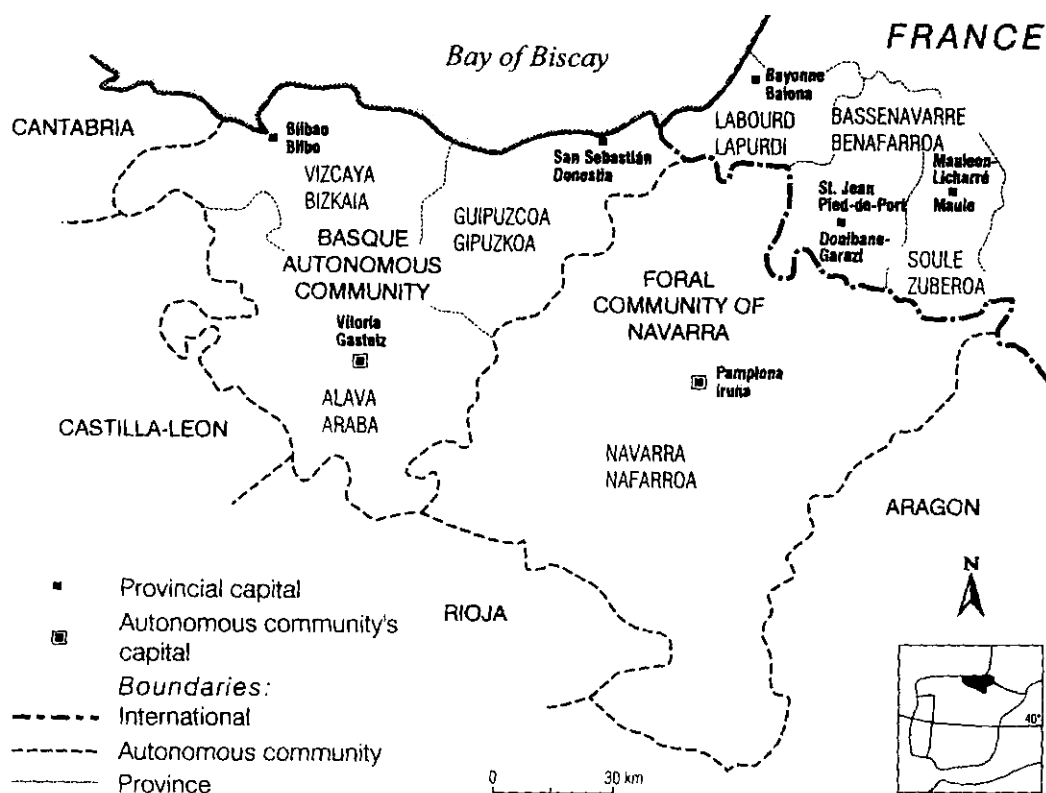 FRANCE
Bay of Biscay
Bayonne
Baiona
CANTABRIA
Bilbao
Bilbo
LABOURD
LAPURDI
BASSENAVARRE
BENAFARROA
San Sebastián
Donostia
Mauleon-
Licharré
Maule
VIZCAYA
BIZKAIA
St. Jean
Pied-de-Port
Donibane-
Garazi
GUIPUZCOA
GIPUZKOA
BASQUE
AUTONOMOUS
COMMUNITY
SOULE
ZUBEROA
FORAL
COMMUNITY OF
NAVARRA
Vitoria
Gasteiz
Pamplona
Iruna
ALAVA
ARABA
CASTILLA-LEON
NAVARRA
NAFARROA
ARAGON
N
RIOJA
Provincial capital
Autonomous community's
capital
Boundaries:
International
Autonomous community
Province
0 30 km
40°